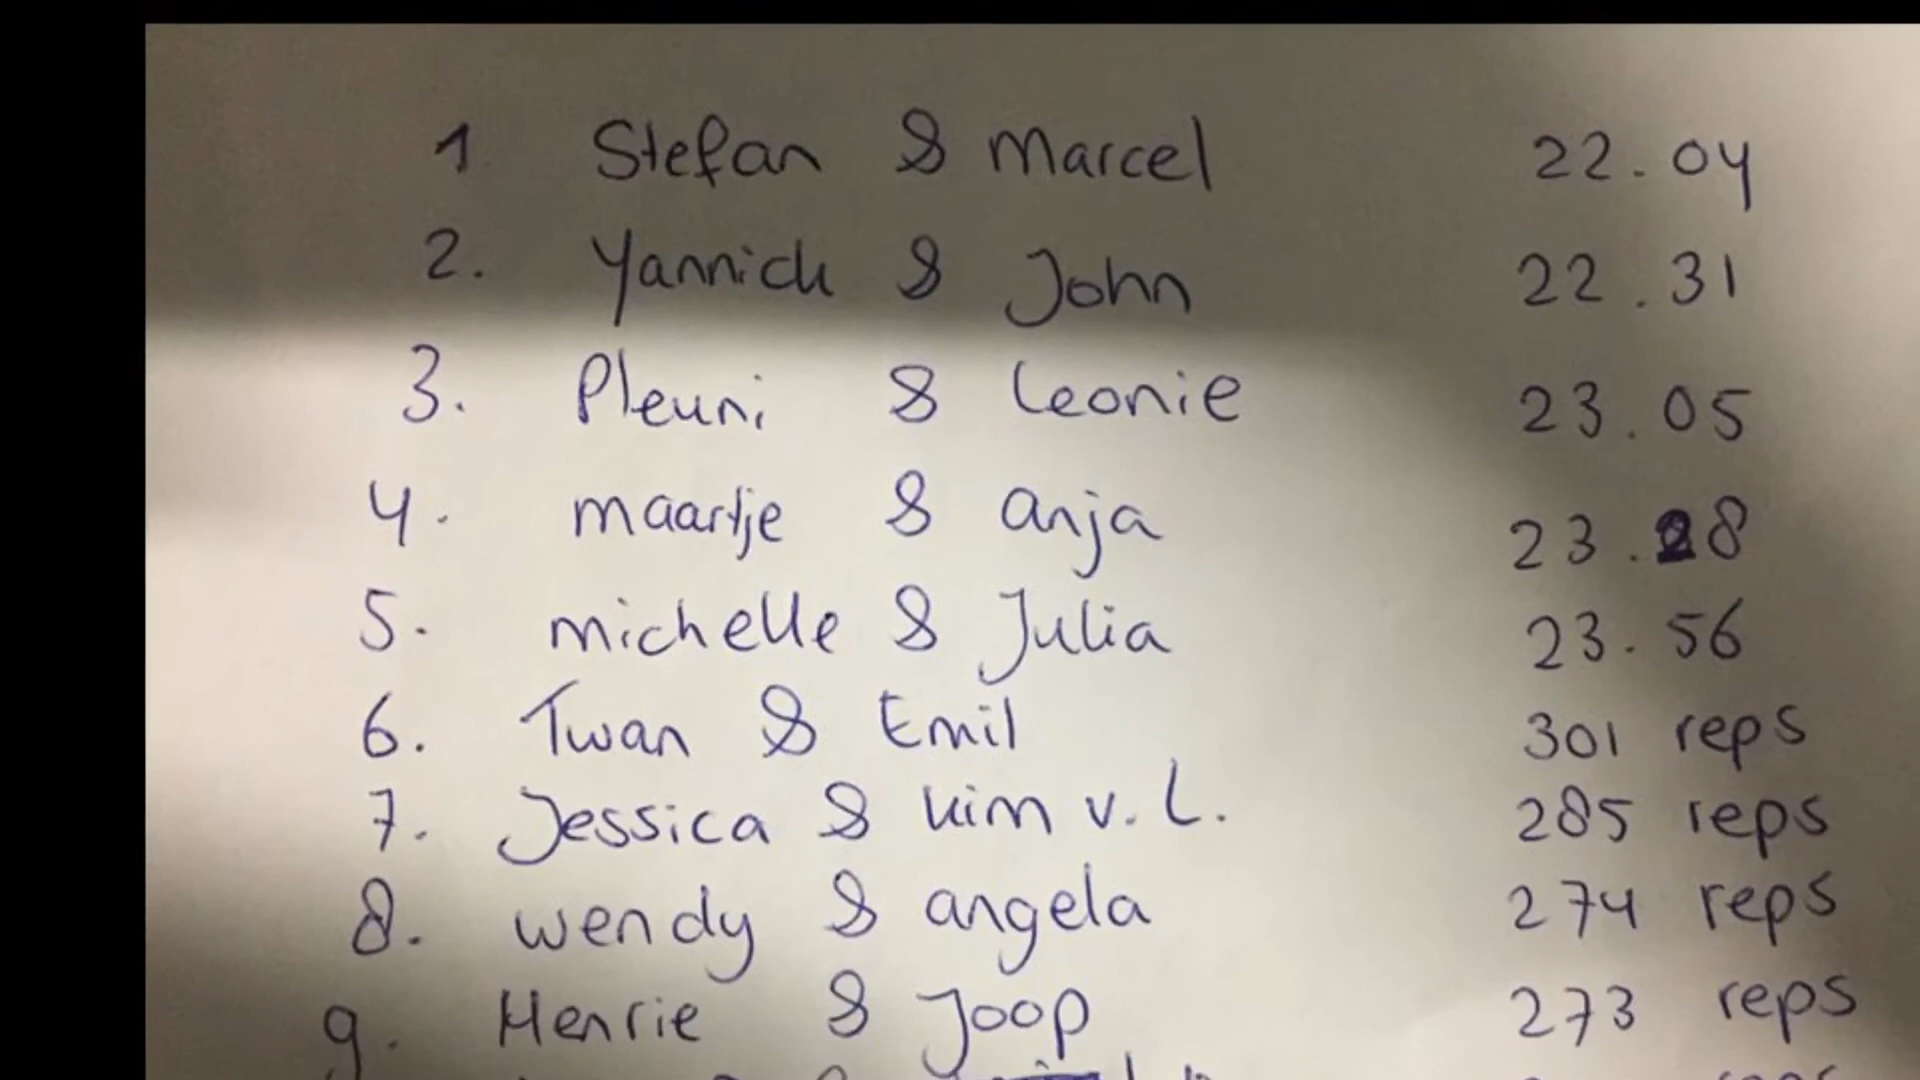 1 Stefan & Marcel 22.04
2. Yannick & John 22.31
3. Pleuni & Leonie 23.05
4. maartje & anja 23.28
5. michelle & Julia 23.56
6. Twan & Emil 301 reps
7. Jessica & kim v. L. 285 reps
8. wendy & angela 274 reps
9. Henrie & Joop 273 reps